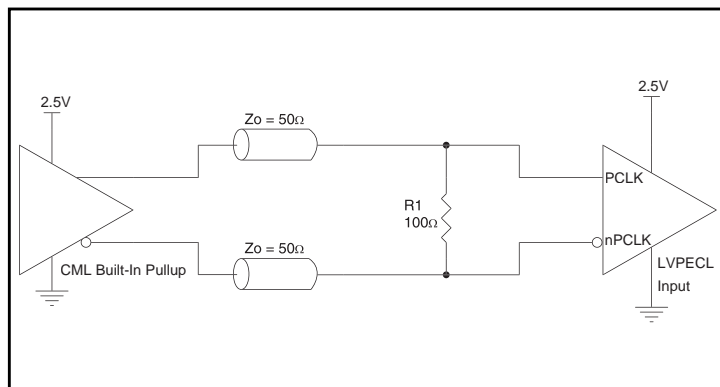 2.5V
2.5V
Zo = 50Ω
PCLK
R1
100Ω
Zo = 50Ω
nPCLK
CML Built-In Pullup
LVPECL
Input